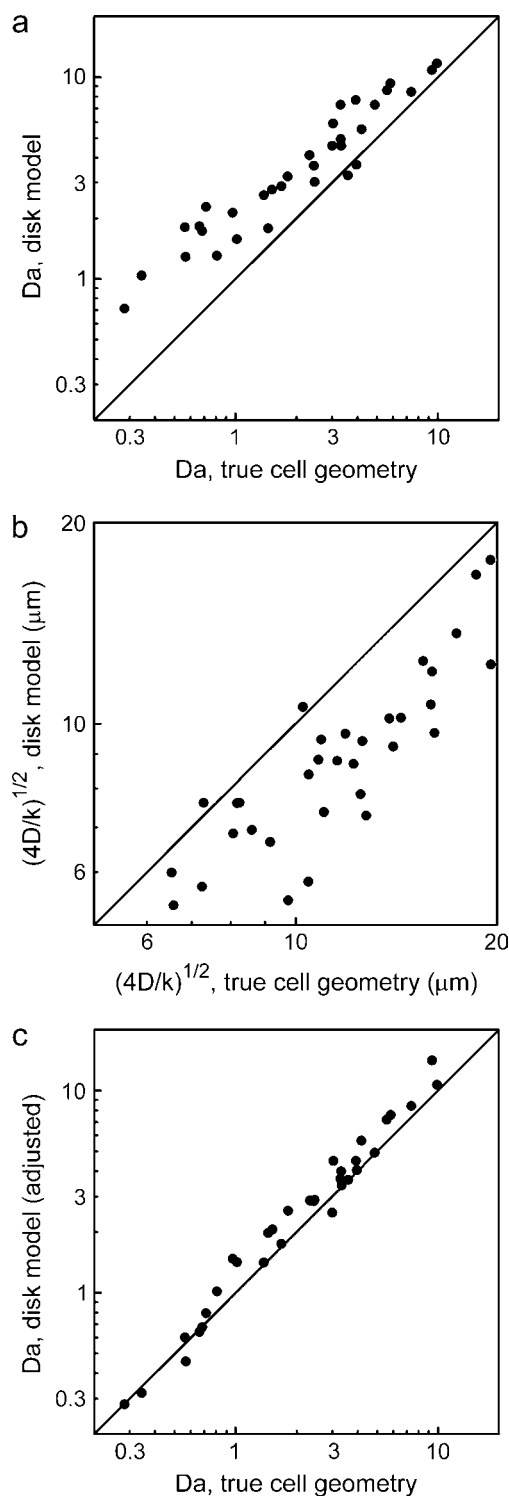 a
10
3
1
0.3
Da, disk model
0.3 1 3 10
Da, true cell geometry
b
20
10
6
(4D/k)^1/2, disk model (μm)
6 10 20
(4D/k)^1/2, true cell geometry (μm)
c
10
3
1
0.3
Da, disk model (adjusted)
0.3 1 3 10
Da, true cell geometry